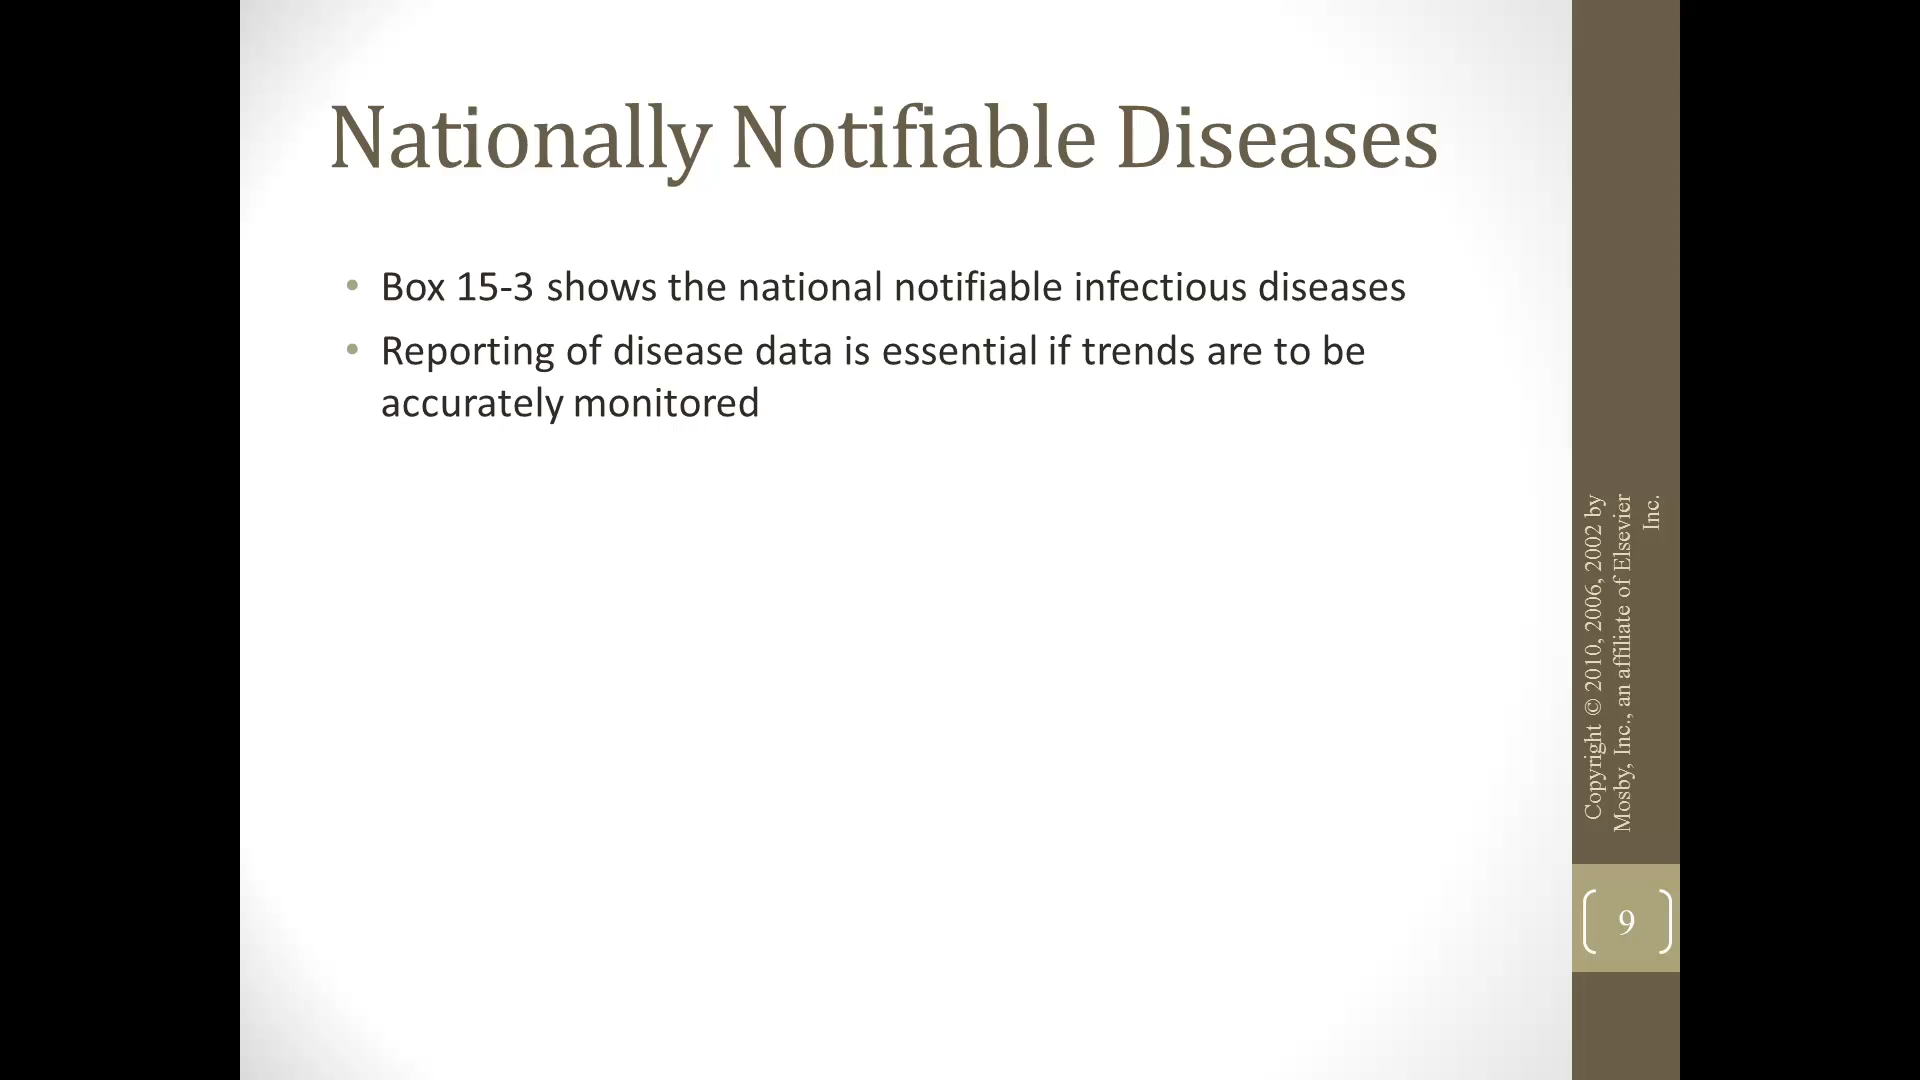 Nationally Notifiable Diseases
• Box 15-3 shows the national notifiable infectious diseases
• Reporting of disease data is essential if trends are to be
accurately monitored
Copyright © 2010, 2006, 2002 by
Mosby, Inc., an affiliate of Elsevier
Inc.
9